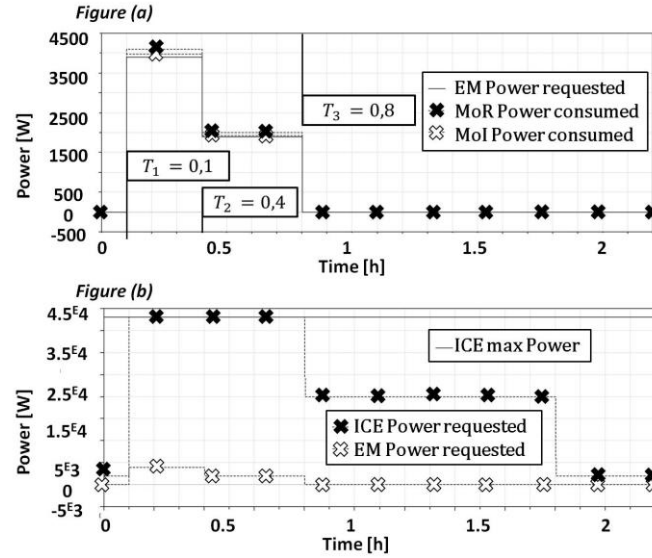 Figure (a)
4500
3500
2500
1500
500
0
-500
Power [W]
EM Power requested
MoR Power consumed
MoI Power consumed
T₁ = 0,1
T₂ = 0,4
T₃ = 0,8
0
0.5
1
1.5
2
Time [h]
Figure (b)
4.5ᴱ4
3.5ᴱ4
2.5ᴱ4
1.5ᴱ4
5ᴱ3
0
-5ᴱ3
Power [W]
ICE max Power
ICE Power requested
EM Power requested
0
0.5
1
1.5
2
Time [h]